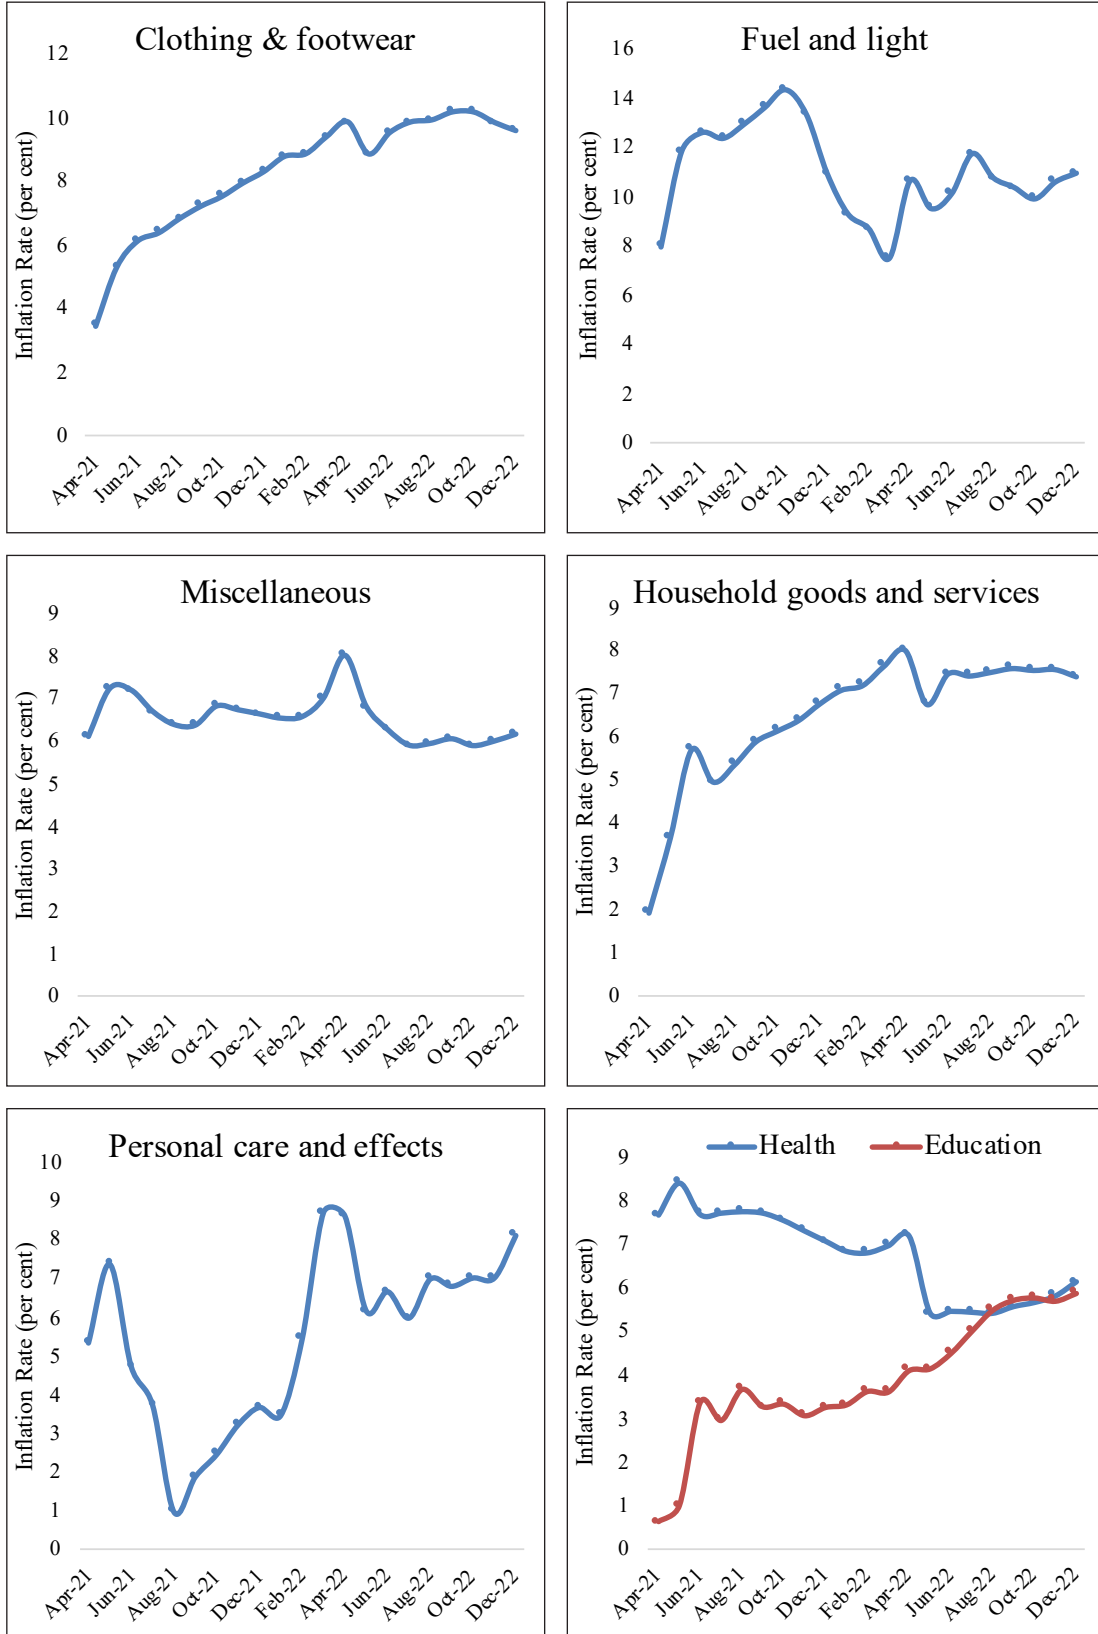 Clothing & footwear
Inflation Rate (per cent)
12
10
8
6
4
2
0
Apr-21
Jun-21
Aug-21
Oct-21
Dec-21
Feb-22
Apr-22
Jun-22
Aug-22
Oct-22
Dec-22
Fuel and light
Inflation Rate (per cent)
16
14
12
10
8
6
4
2
0
Apr-21
Jun-21
Aug-21
Oct-21
Dec-21
Feb-22
Apr-22
Jun-22
Aug-22
Oct-22
Dec-22
Miscellaneous
Inflation Rate (per cent)
9
8
7
6
5
4
3
2
1
0
Apr-21
Jun-21
Aug-21
Oct-21
Dec-21
Feb-22
Apr-22
Jun-22
Aug-22
Oct-22
Dec-22
Household goods and services
Inflation Rate (per cent)
9
8
7
6
5
4
3
2
1
0
Apr-21
Jun-21
Aug-21
Oct-21
Dec-21
Feb-22
Apr-22
Jun-22
Aug-22
Oct-22
Dec-22
Personal care and effects
Inflation Rate (per cent)
10
9
8
7
6
5
4
3
2
1
0
Apr-21
Jun-21
Aug-21
Oct-21
Dec-21
Feb-22
Apr-22
Jun-22
Aug-22
Oct-22
Dec-22
Health Education
Inflation Rate (per cent)
9
8
7
6
5
4
3
2
1
0
Apr-21
Jun-21
Aug-21
Oct-21
Dec-21
Feb-22
Apr-22
Jun-22
Aug-22
Oct-22
Dec-22